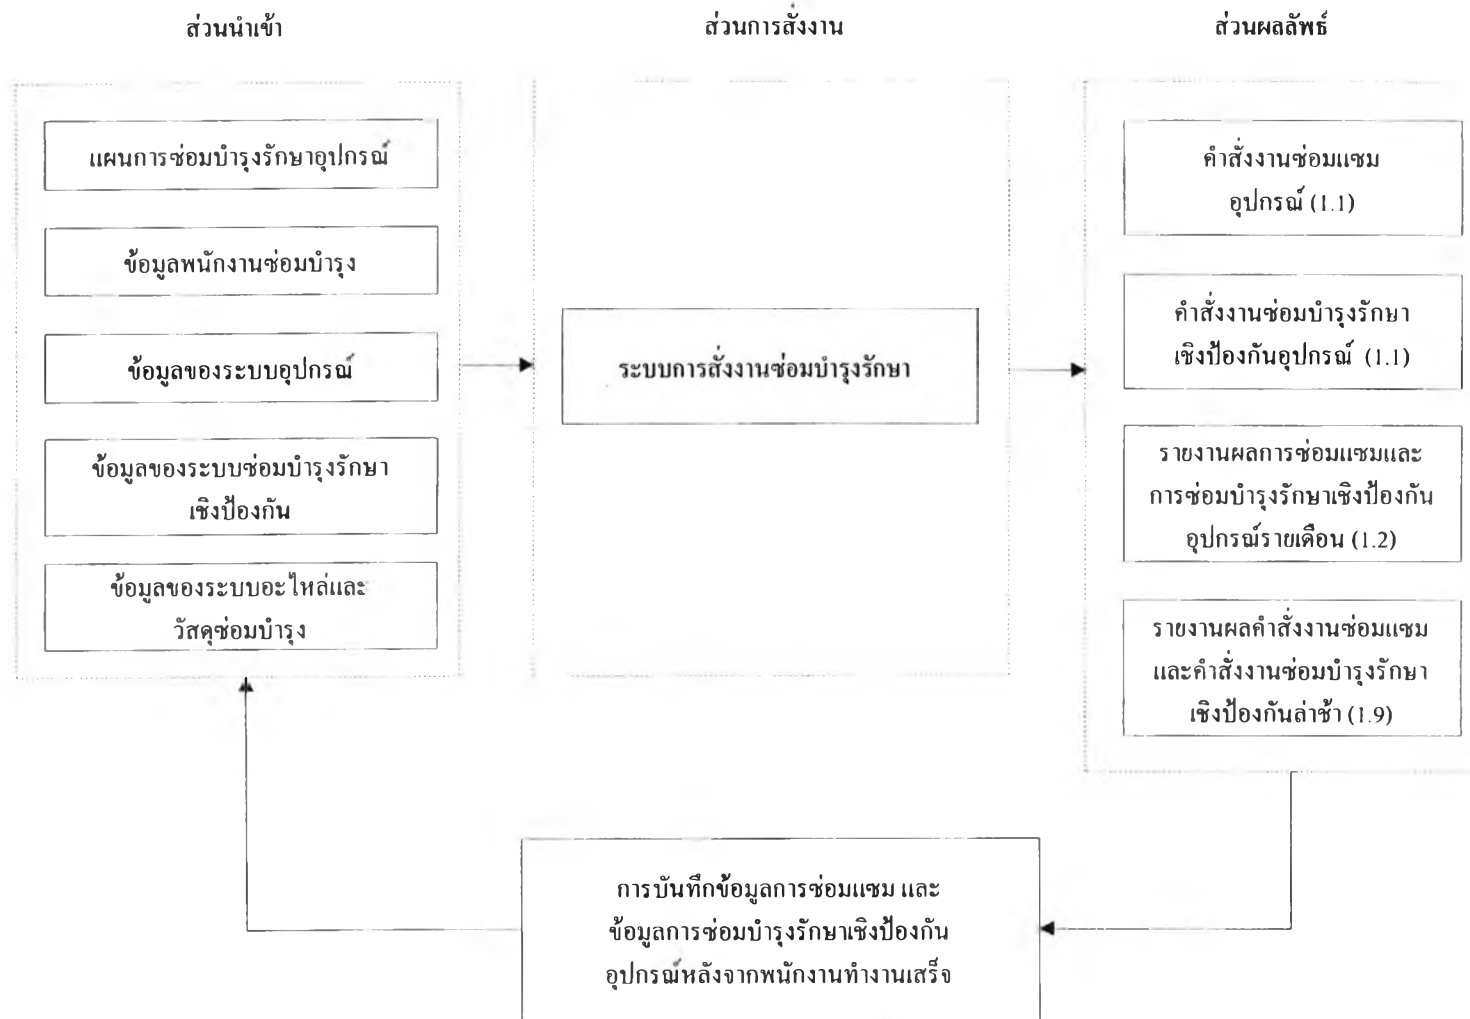 ส่วนนำเข้า
ส่วนการสั่งงาน
ส่วนผลลัพธ์
แผนการซ่อมบำรุงรักษาอุปกรณ์
ข้อมูลพนักงานซ่อมบำรุง
ข้อมูลของระบบอุปกรณ์
ข้อมูลของระบบซ่อมบำรุงรักษา
เชิงป้องกัน
ข้อมูลของระบบอะไหล่และ
วัสดุซ่อมบำรุง
ระบบการสั่งงานซ่อมบำรุงรักษา
คำสั่งงานซ่อมแซม
อุปกรณ์ (1.1)
คำสั่งงานซ่อมบำรุงรักษา
เชิงป้องกันอุปกรณ์ (1.1)
รายงานผลการซ่อมแซมและ
การซ่อมบำรุงรักษาเชิงป้องกัน
อุปกรณ์รายเดือน (1.2)
รายงานผลคำสั่งงานซ่อมแซม
และคำสั่งงานซ่อมบำรุงรักษา
เชิงป้องกันล่าช้า (1.9)
การบันทึกข้อมูลการซ่อมแซม และ
ข้อมูลการซ่อมบำรุงรักษาเชิงป้องกัน
อุปกรณ์หลังจากพนักงานทำงานเสร็จ